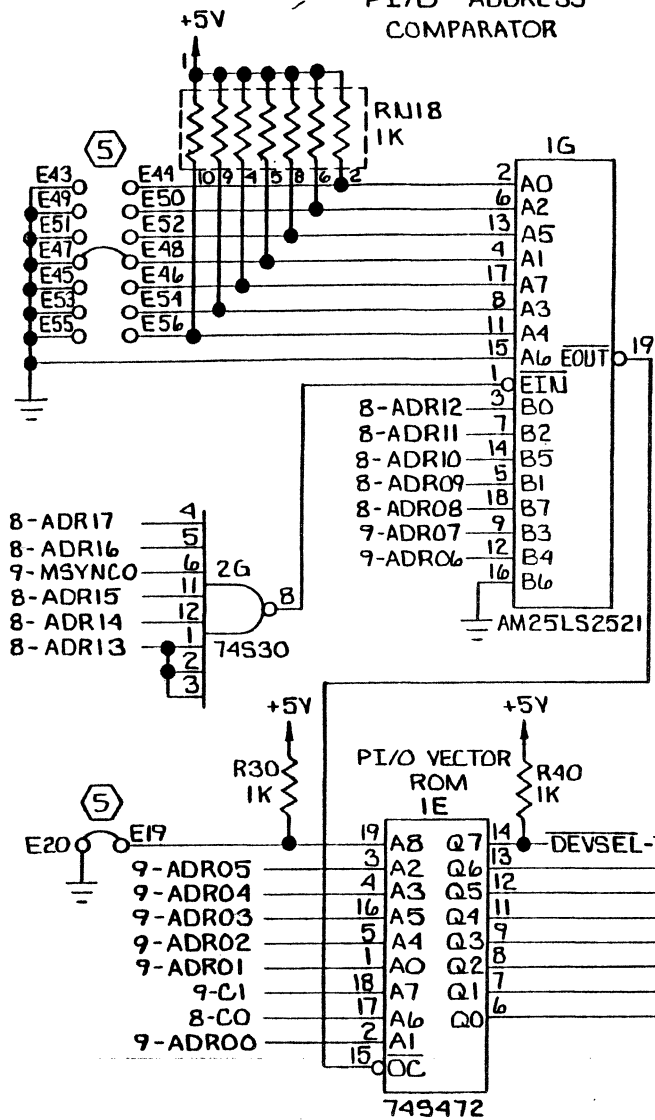 PI/O ADDRESS
COMPARATOR
+5V
1
RN18
1K
10 9 4 5 8 6 2
5
E43 E44
E49 E50
E51 E52
E47 E48
E45 E46
E53 E54
E55 E56
1G
2 A0
6 A2
13 A5
4 A1
17 A7
8 A3
11 A4
15 A6 EOUT 19
1 EIN
8-ADR12 3 B0
8-ADR11 7 B2
8-ADR10 14 B5
8-ADR09 5 B1
8-ADR08 18 B7
9-ADR07 9 B3
9-ADR06 12 B4
16 B6
AM25LS2521
8-ADR17 4
8-ADR16 5
9-MSYNCO 6
8-ADR15 11
8-ADR14 12
8-ADR13 1
2
3
2G
8
74S30
+5V
R30
1K
+5V
R40
1K
PI/O VECTOR
ROM
1E
5
E20 E19
19 A8 Q7 14 DEVSEL-
9-ADR05 3 A2 Q6 13
9-ADR04 4 A3 Q5 12
9-ADR03 16 A5 Q4 11
9-ADR02 5 A4 Q3 9
9-ADR01 1 A0 Q2 8
9-C1 18 A7 Q1 7
8-C0 17 A6 Q0 6
9-ADR00 2 A1
15 OC
74S472